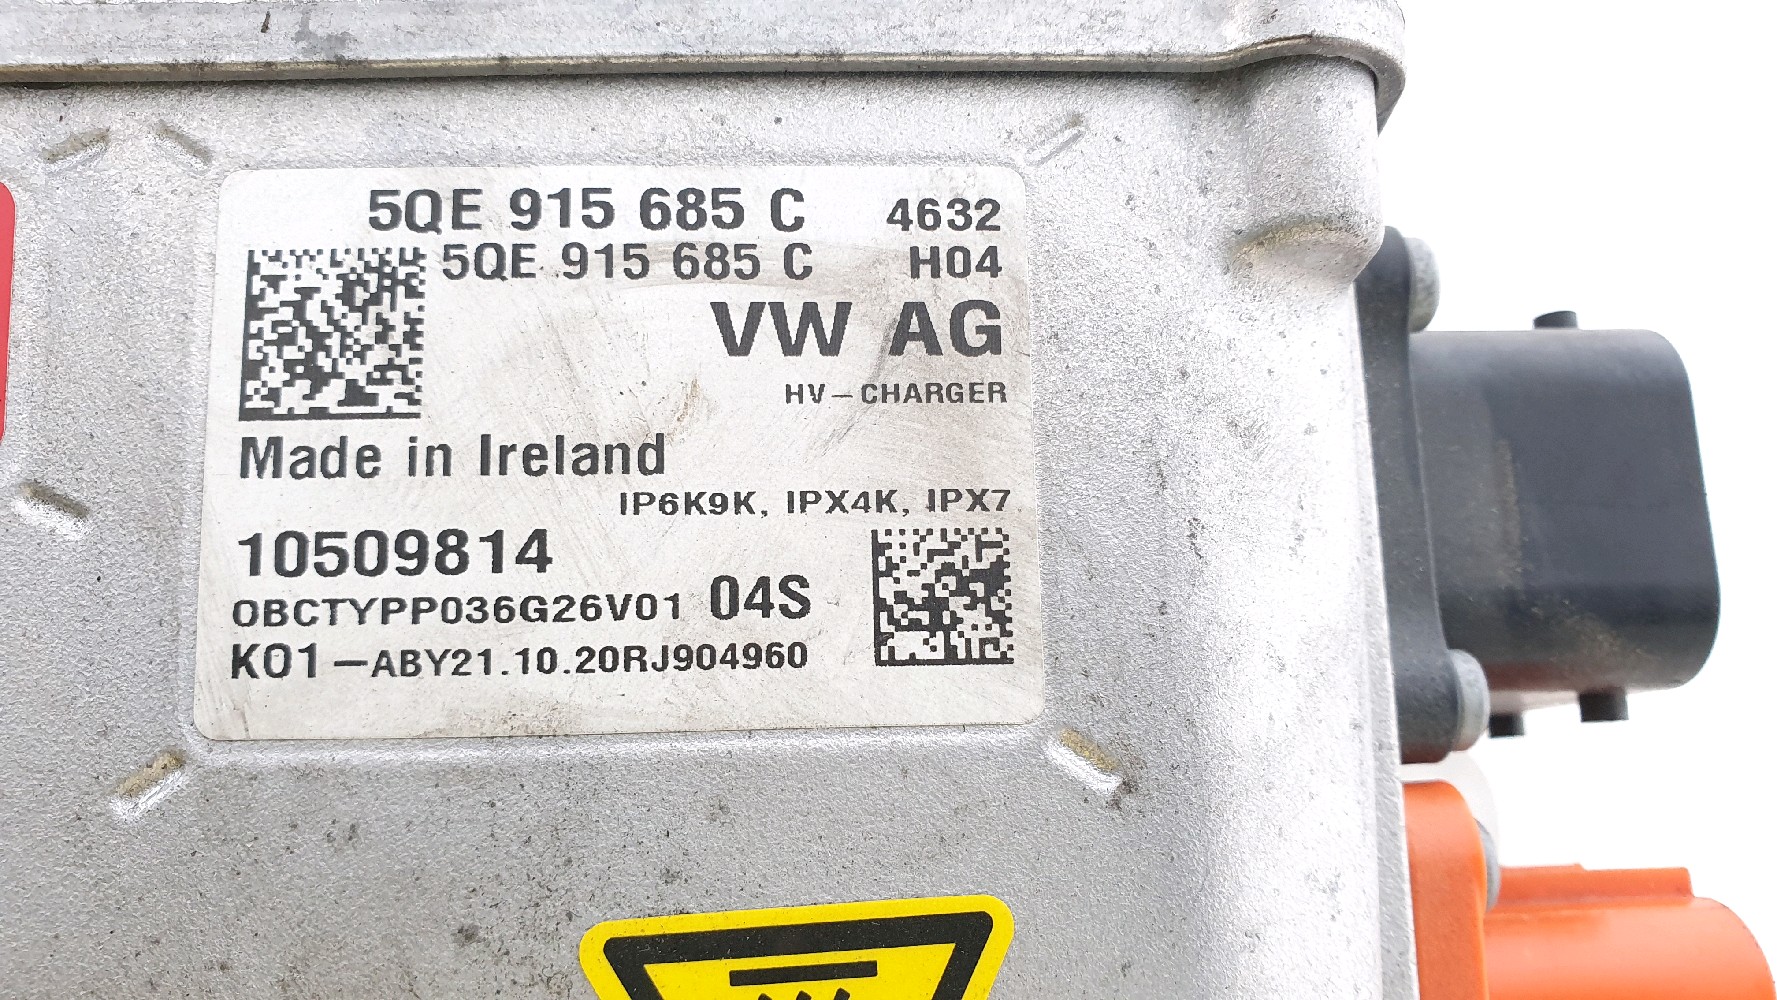 5QE 915 685 C 4632
5QE 915 685 C H04
VW AG
HV-CHARGER
Made in Ireland
IP6K9K, IPX4K, IPX7
10509814
OBCTYPP036G26V01 04S
K01-ABY21.10.20RJ904960